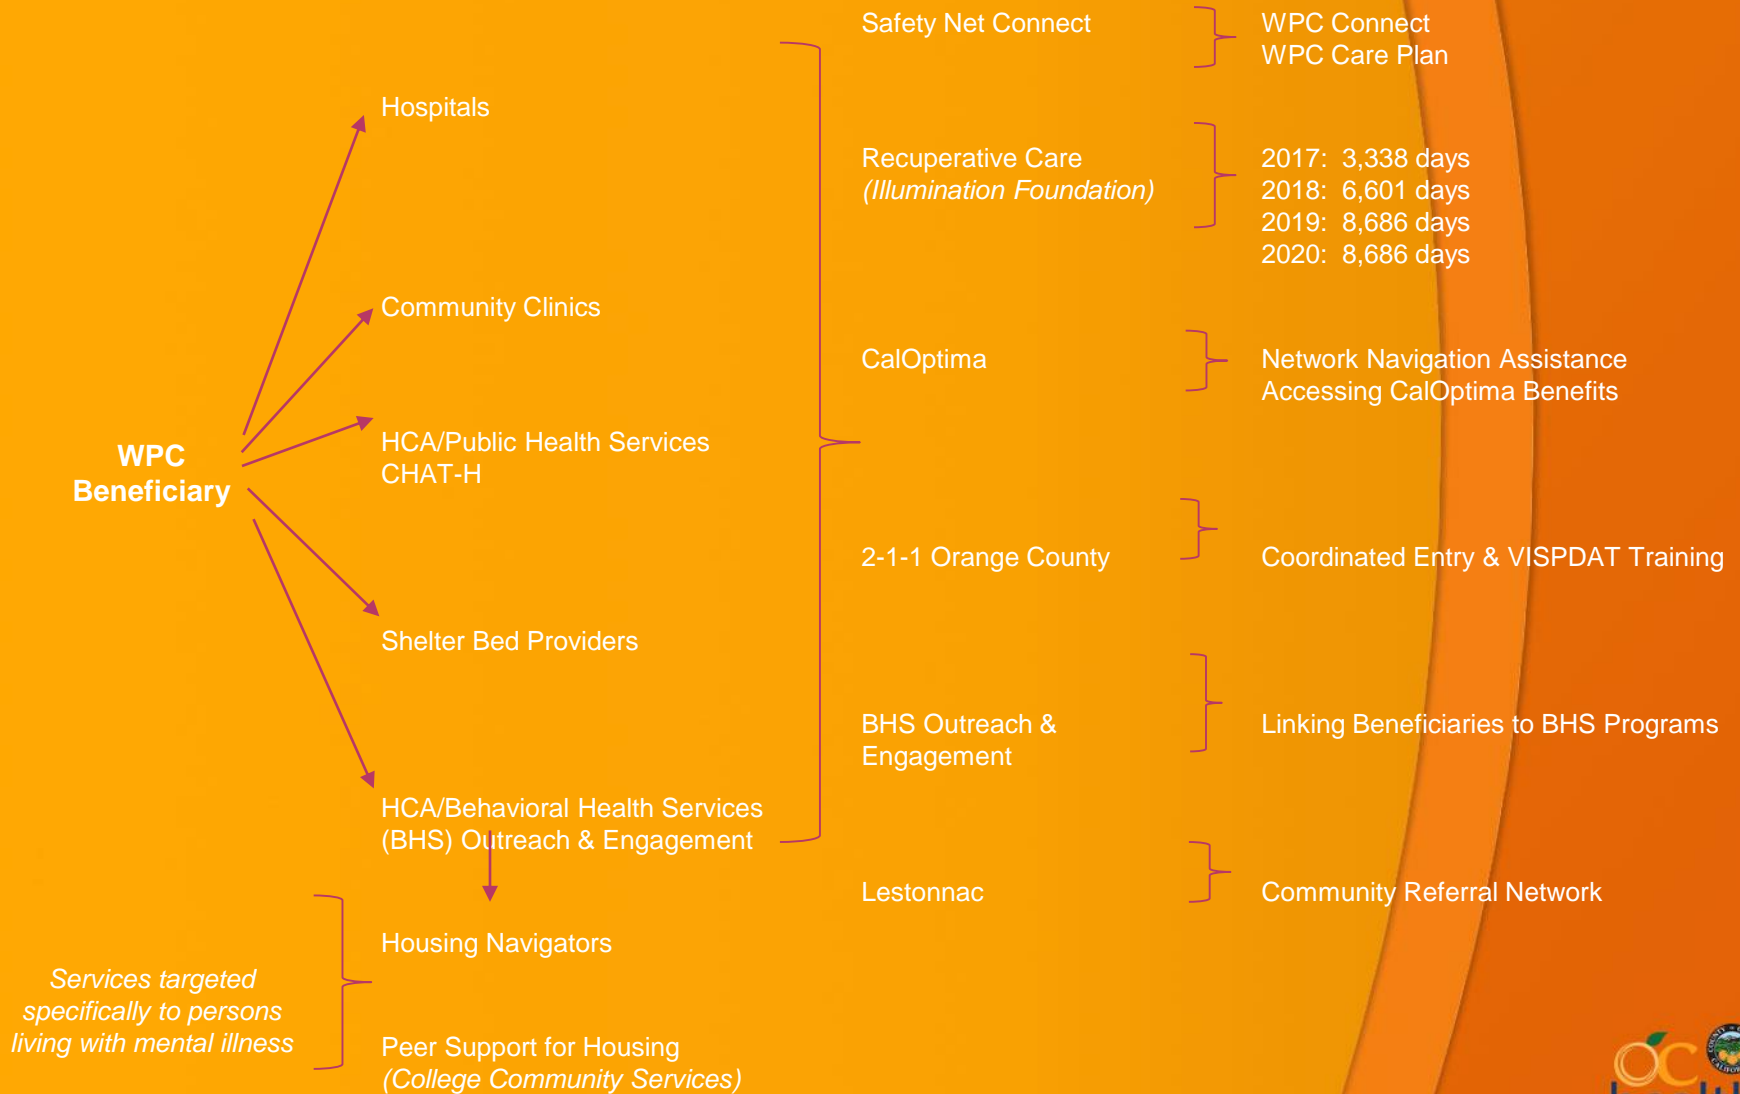 WPC
Beneficiary
Hospitals
Community Clinics
HCA/Public Health Services
CHAT-H
Shelter Bed Providers
HCA/Behavioral Health Services
(BHS) Outreach & Engagement
Housing Navigators
Peer Support for Housing
(College Community Services)
Services targeted
specifically to persons
living with mental illness
Safety Net Connect
WPC Connect
WPC Care Plan
Recuperative Care
(Illumination Foundation)
2017: 3,338 days
2018: 6,601 days
2019: 8,686 days
2020: 8,686 days
CalOptima
Network Navigation Assistance
Accessing CalOptima Benefits
2-1-1 Orange County
Coordinated Entry & VISPDAT Training
BHS Outreach &
Engagement
Linking Beneficiaries to BHS Programs
Lestonnac
Community Referral Network
OC